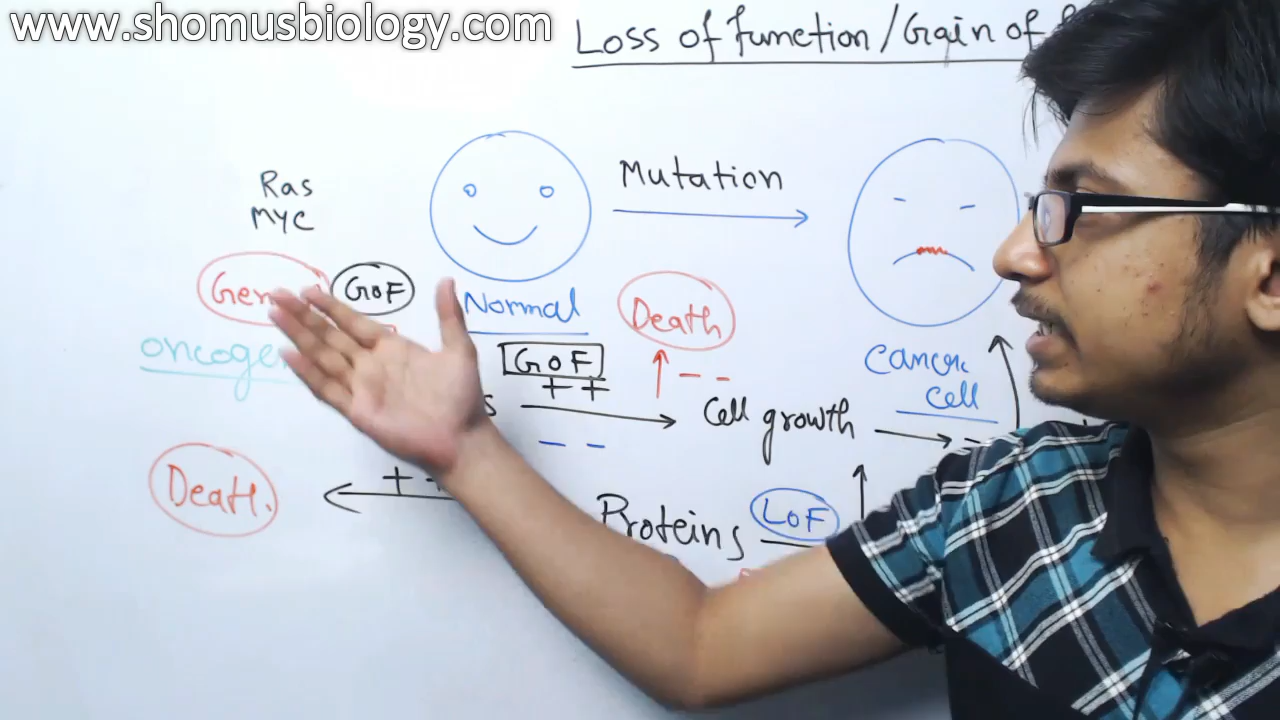 www.shomusbiology.com
Loss of function/Gain of
Mutation
Ras
MYC
GoF
Normal
Death
GoF
++
--
Cell growth
--
Cancer
cell
Death.
+
Proteins
LoF